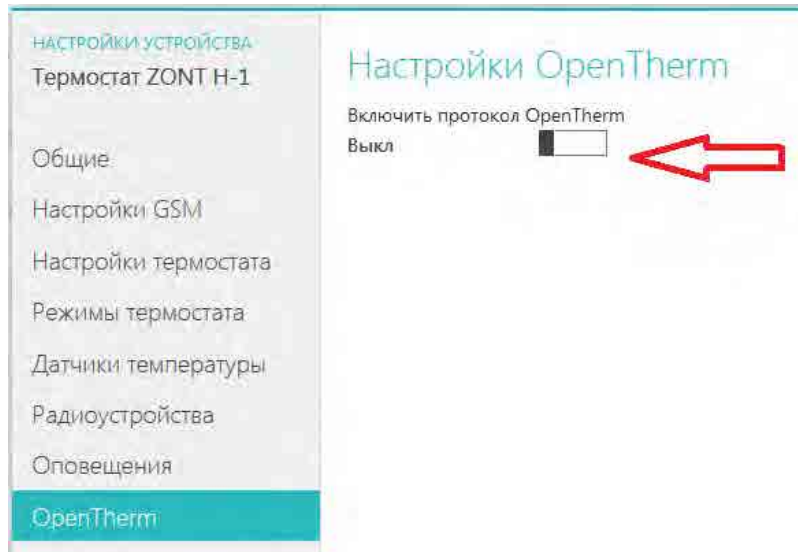 НАСТРОЙКИ УСТРОЙСТВА
Термостат ZONT H-1
Общие
Настройки GSM
Настройки термостата
Режимы термостата
Датчики температуры
Радиоустройства
Оповещения
OpenTherm
Настройки OpenTherm
Включить протокол OpenTherm
Выкл